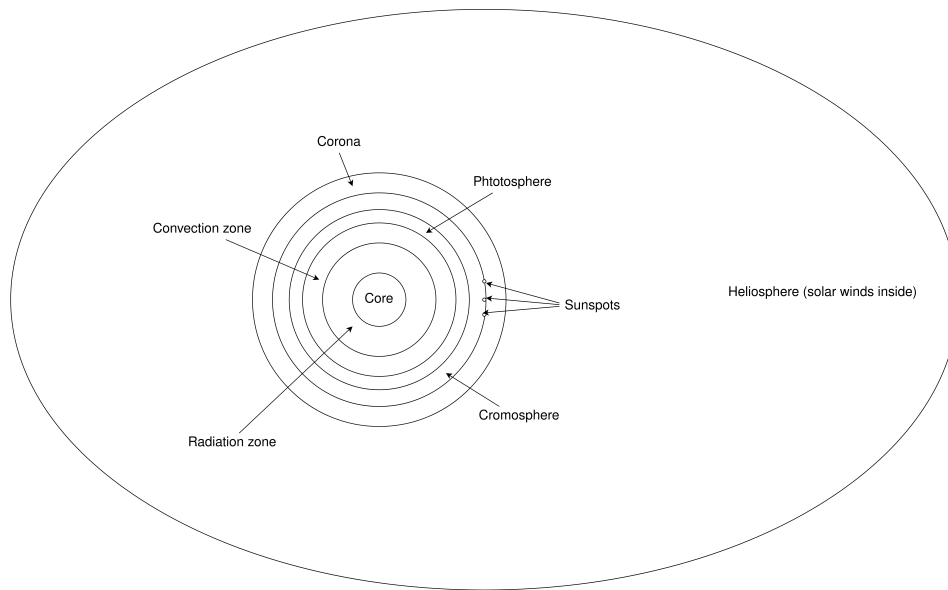 Corona
Phtotosphere
Convection zone
Core
Heliosphere (solar winds inside)
Sunspots
Cromosphere
Radiation zone